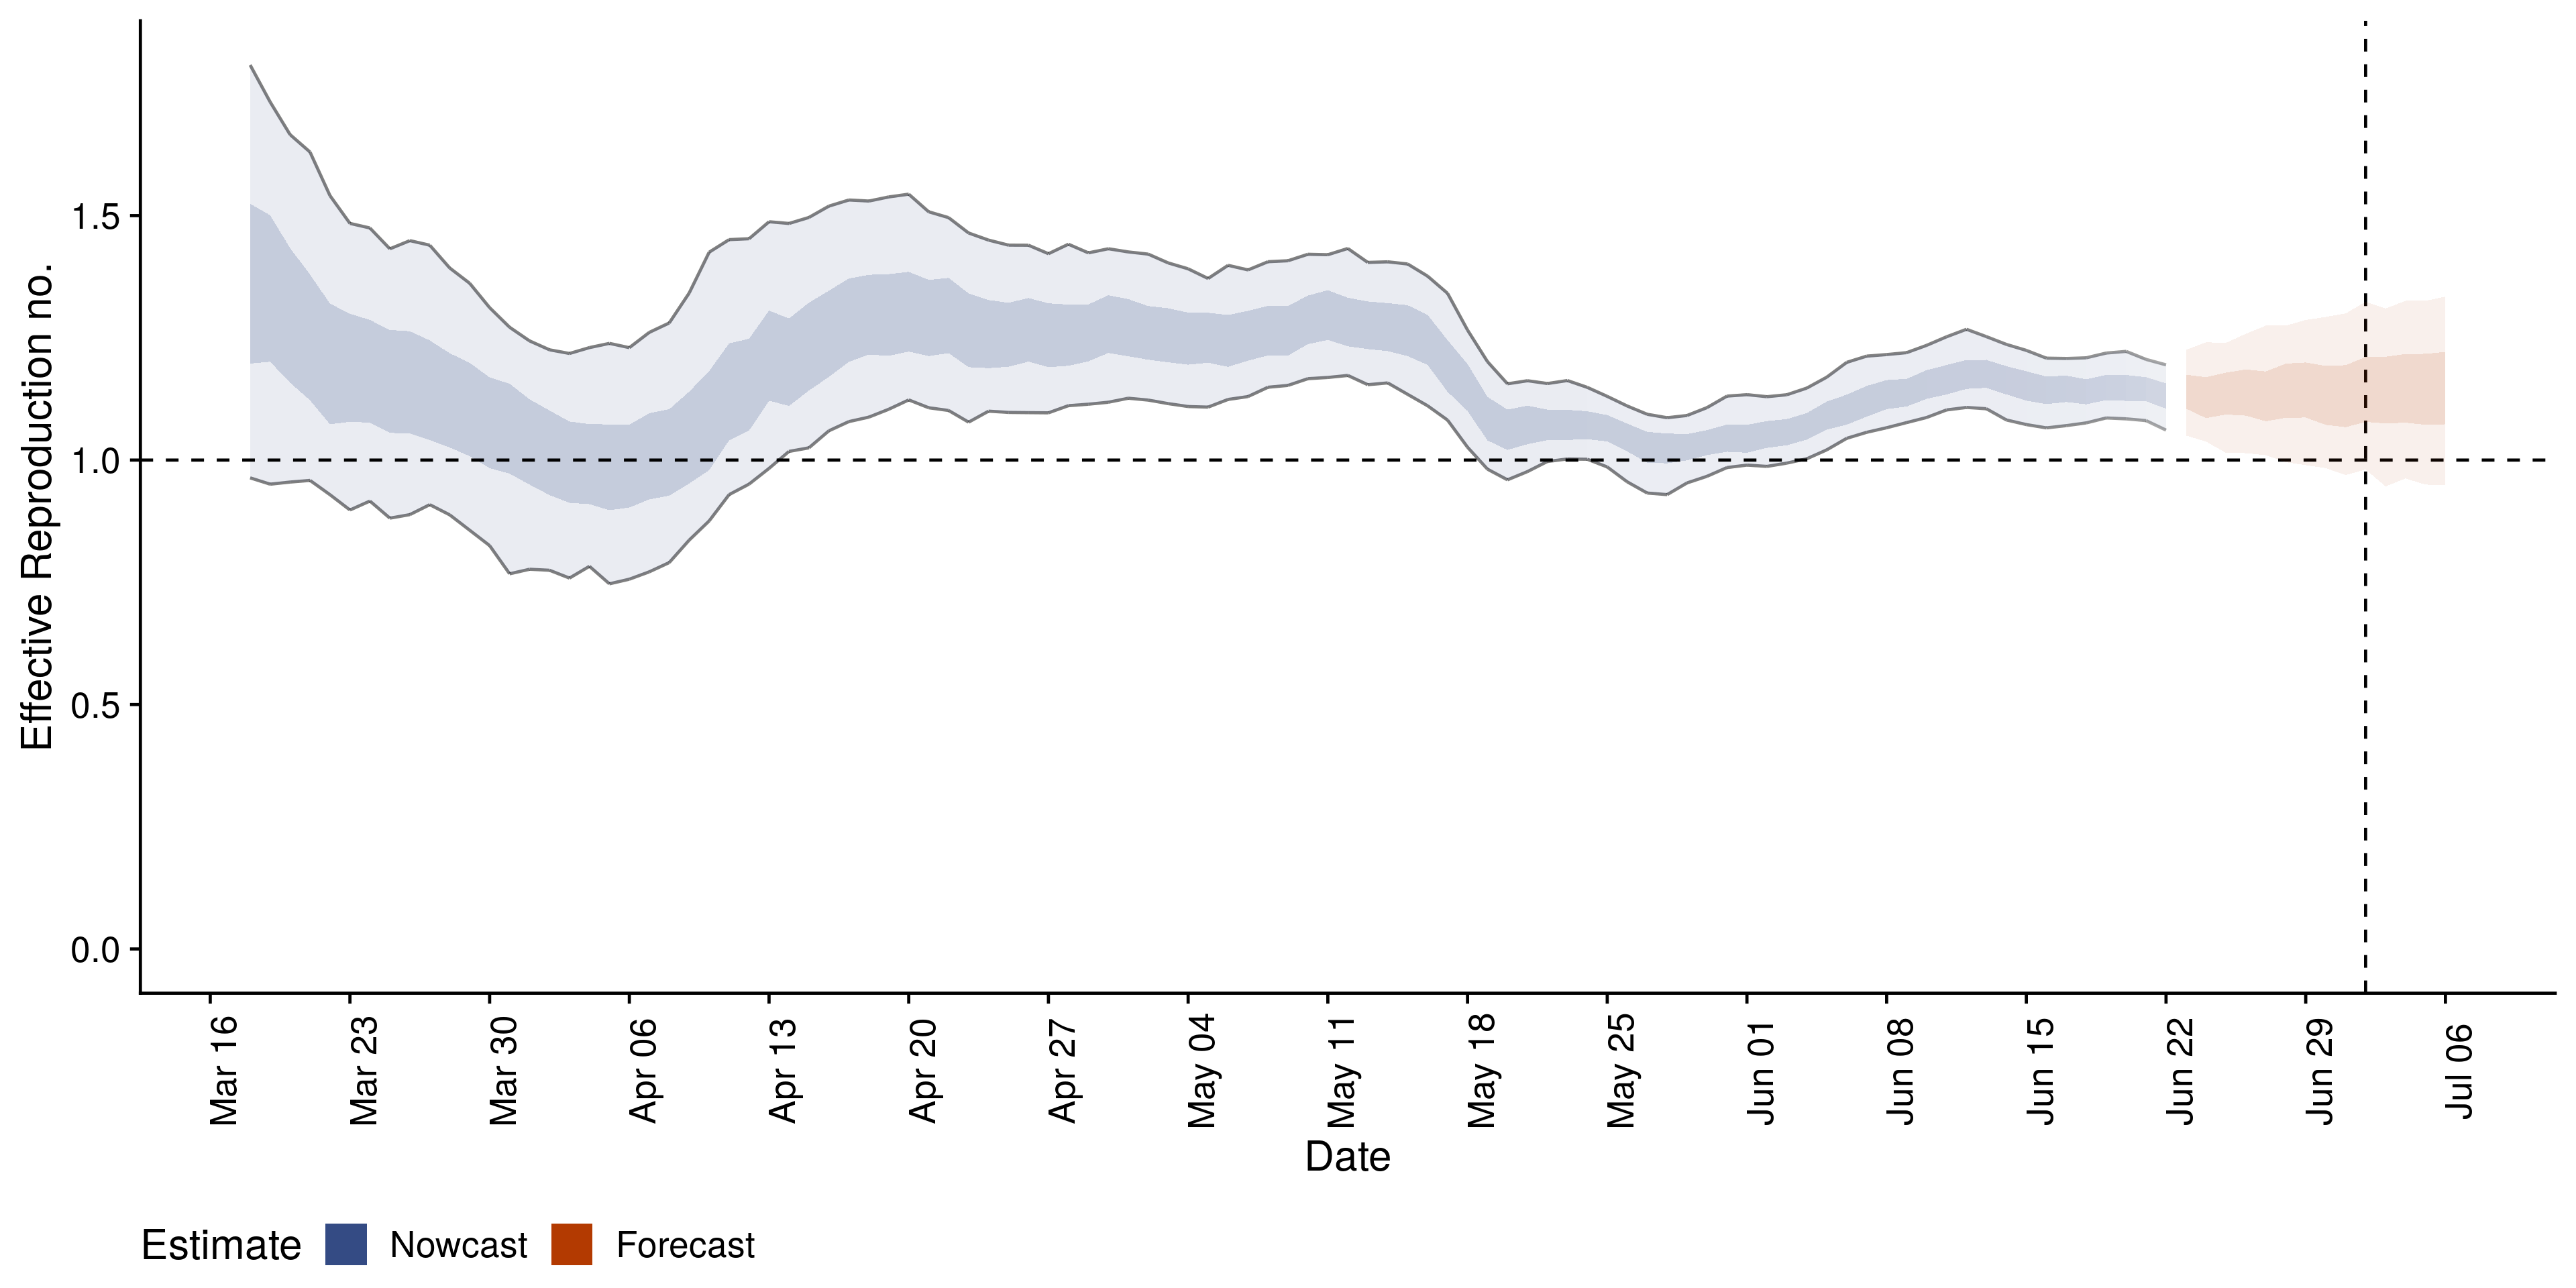 Effective Reproduction no.
1.5
1.0
0.5
0.0
Mar 16
Mar 23
Mar 30
Apr 06
Apr 13
Apr 20
Apr 27
May 04
May 11
May 18
May 25
Jun 01
Jun 08
Jun 15
Jun 22
Jun 29
Jul 06
Date
Estimate Nowcast Forecast